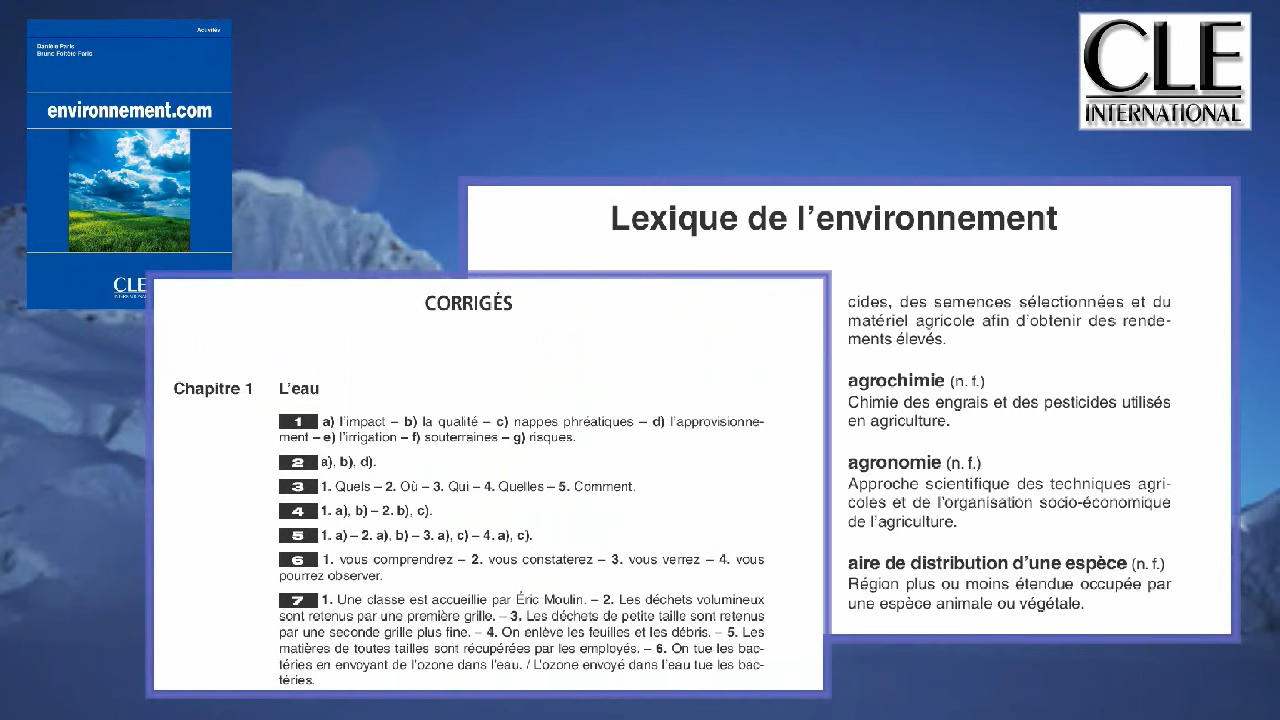 Activités
Danièle Paris
Bruno Foltête Paris
environnement.com
CLE
INTERNATIONAL
CLE
INTERNATIONAL
Lexique de l'environnement
cides, des semences sélectionnées et du
matériel agricole afin d'obtenir des rende-
ments élevés.
agrochimie (n. f.)
Chimie des engrais et des pesticides utilisés
en agriculture.
agronomie (n. f.)
Approche scientifique des techniques agri-
coles et de l'organisation socio-économique
de l'agriculture.
aire de distribution d'une espèce (n. f.)
Région plus ou moins étendue occupée par
une espèce animale ou végétale.
CORRIGÉS
Chapitre 1 L'eau
1 a) l'impact – b) la qualité – c) nappes phréatiques – d) l'approvisionne-
ment – e) l'irrigation – f) souterraines – g) risques.
2 a), b), d).
3 1. Quels – 2. Où – 3. Qui – 4. Quelles – 5. Comment.
4 1. a), b) – 2. b), c).
5 1. a) – 2. a), b) – 3. a), c) – 4. a), c).
6 1. vous comprendrez – 2. vous constaterez – 3. vous verrez – 4. vous
pourrez observer.
7 1. Une classe est accueillie par Éric Moulin. – 2. Les déchets volumineux
sont retenus par une première grille. – 3. Les déchets de petite taille sont retenus
par une seconde grille plus fine. – 4. On enlève les feuilles et les débris. – 5. Les
matières de toutes tailles sont récupérées par les employés. – 6. On tue les bac-
téries en envoyant de l'ozone dans l'eau. / L'ozone envoyé dans l'eau tue les bac-
téries.